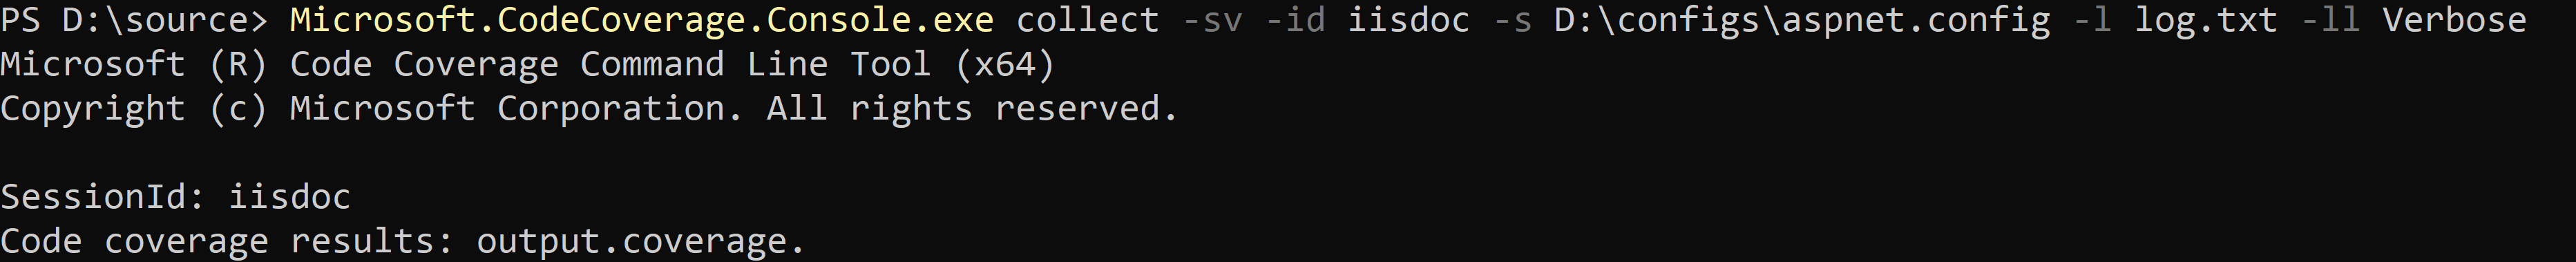 PS D:\source> Microsoft.CodeCoverage.Console.exe collect -sv -id iisdoc -s D:\configs\aspnet.config -l log.txt -ll Verbose
Microsoft (R) Code Coverage Command Line Tool (x64)
Copyright (c) Microsoft Corporation. All rights reserved.
SessionId: iisdoc
Code coverage results: output.coverage.